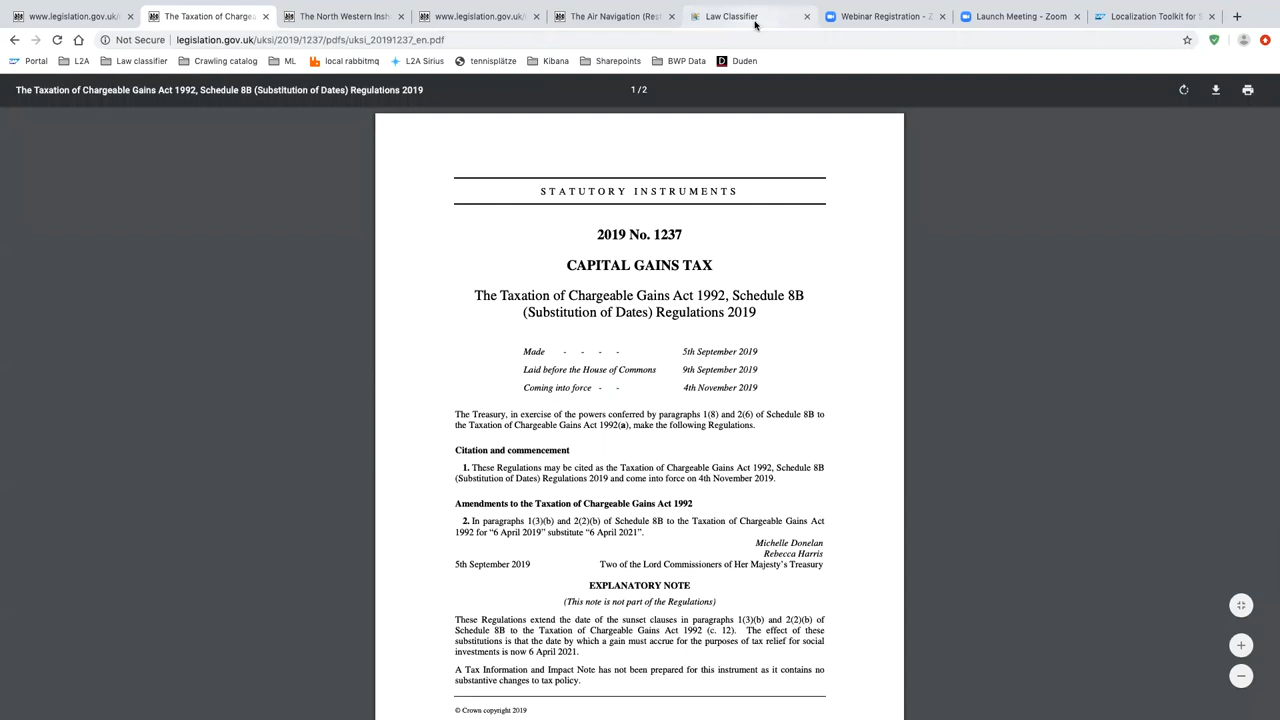 www.legislation.gov.uk/
The Taxation of Chargea
The North Western Insh
www.legislation.gov.uk/
The Air Navigation (Res
Law Classifier
Webinar Registration - Z
Launch Meeting - Zoom
Localization Toolkit for S
Not Secure | legislation.gov.uk/uksi/2019/1237/pdfs/uksi_20191237_en.pdf
Portal L2A Law classifier Crawling catalog ML local rabbitmq L2A Sirius tennisplätze Kibana Sharepoints BWP Data D Duden
The Taxation of Chargeable Gains Act 1992, Schedule 8B (Substitution of Dates) Regulations 2019
1 / 2
STATUTORY INSTRUMENTS
2019 No. 1237
CAPITAL GAINS TAX
The Taxation of Chargeable Gains Act 1992, Schedule 8B
(Substitution of Dates) Regulations 2019
Made - - - - 5th September 2019
Laid before the House of Commons 9th September 2019
Coming into force - - 4th November 2019
The Treasury, in exercise of the powers conferred by paragraphs 1(8) and 2(6) of Schedule 8B to
the Taxation of Chargeable Gains Act 1992(a), make the following Regulations.
Citation and commencement
1. These Regulations may be cited as the Taxation of Chargeable Gains Act 1992, Schedule 8B
(Substitution of Dates) Regulations 2019 and come into force on 4th November 2019.
Amendments to the Taxation of Chargeable Gains Act 1992
2. In paragraphs 1(3)(b) and 2(2)(b) of Schedule 8B to the Taxation of Chargeable Gains Act
1992 for “6 April 2019” substitute “6 April 2021”.
Michelle Donelan
Rebecca Harris
5th September 2019 Two of the Lord Commissioners of Her Majesty’s Treasury
EXPLANATORY NOTE
(This note is not part of the Regulations)
These Regulations extend the date of the sunset clauses in paragraphs 1(3)(b) and 2(2)(b) of
Schedule 8B to the Taxation of Chargeable Gains Act 1992 (c. 12). The effect of these
substitutions is that the date by which a gain must accrue for the purposes of tax relief for social
investments is now 6 April 2021.
A Tax Information and Impact Note has not been prepared for this instrument as it contains no
substantive changes to tax policy.
© Crown copyright 2019